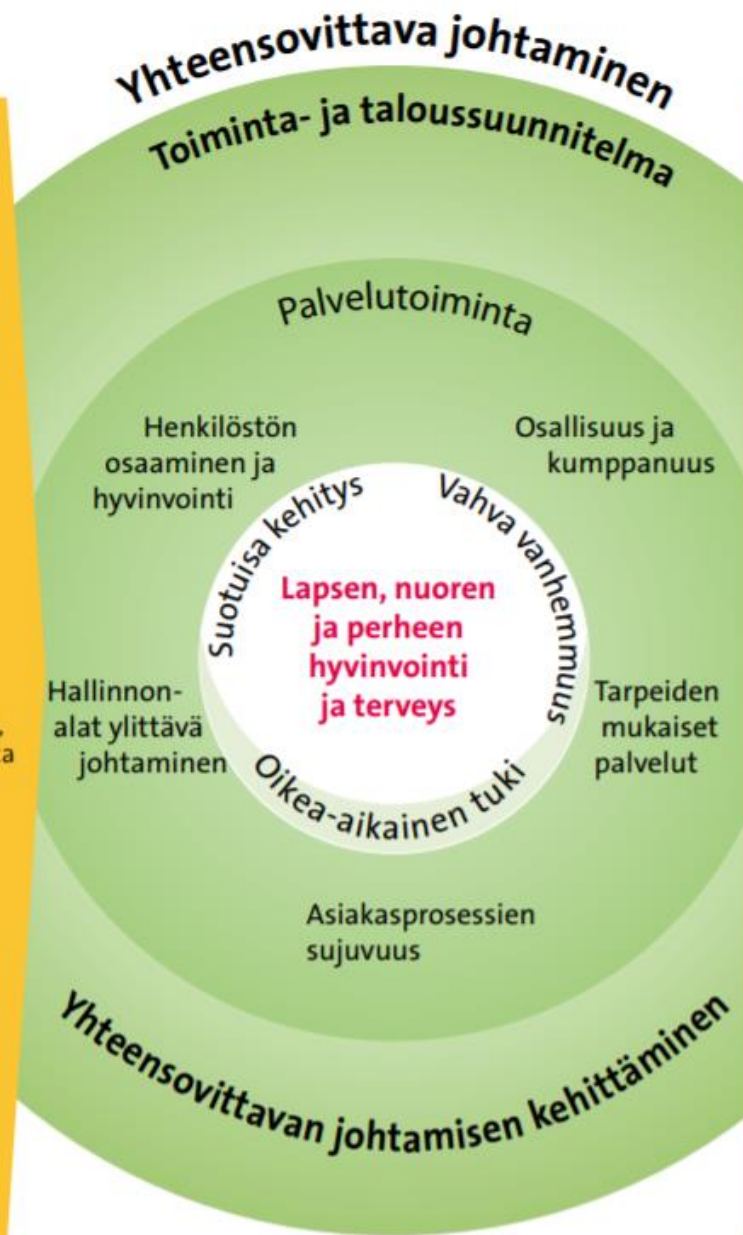 Yhteensovittava johtaminen
Toiminta- ja taloussuunnitelma
Palvelutoiminta
Henkilöstön
osaaminen ja
hyvinvointi
Osallisuus ja
kumppanuus
Suotuisa kehitys
Vahva vanhemmuus
Lapsen, nuoren
ja perheen
hyvinvointi
ja terveys
Hallinnon-
alat ylittävä
johtaminen
Tarpeiden
mukaiset
palvelut
Oikea-aikainen tuki
Asiakasprosessien
sujuvuus
Yhteensovittavan johtamisen kehittäminen